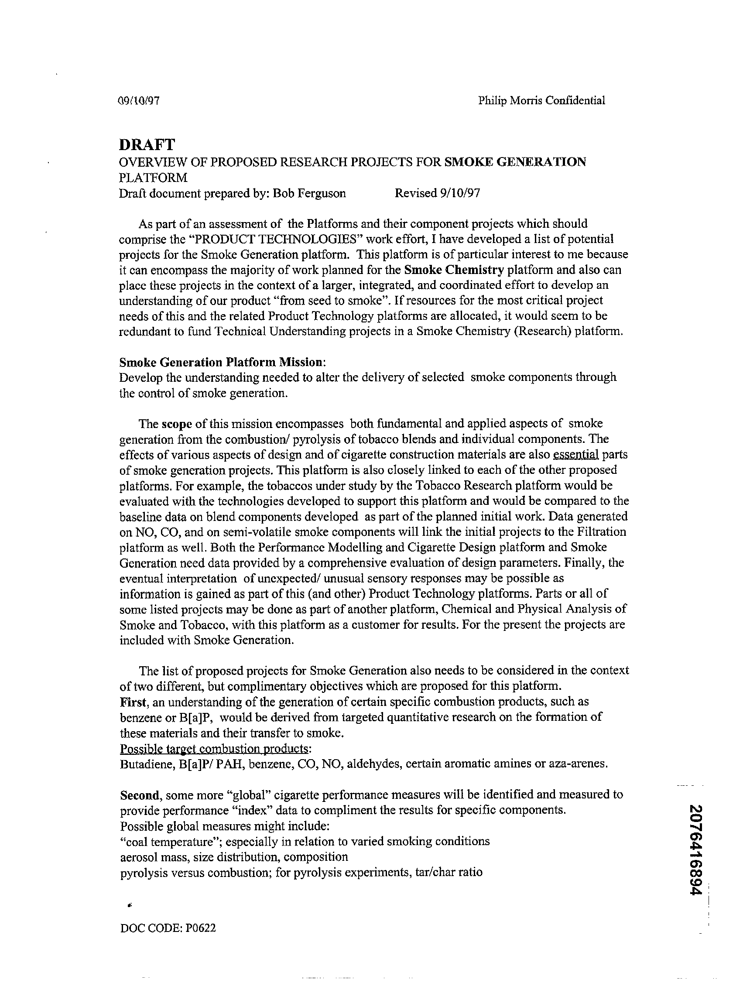 09/10/97 Philip Morris Confidential
DRAFT
OVERVIEW OF PROPOSED RESEARCH PROJECTS FOR SMOKE GENERATION
PLATFORM
Draft document prepared by: Bob Ferguson Revised 9/10/97
As part of an assessment of the Platforms and their component projects which should
comprise the “PRODUCT TECHNOLOGIES” work effort, I have developed a list of potential
projects for the Smoke Generation platform. This platform is of particular interest to me because
it can encompass the majority of work planned for the Smoke Chemistry platform and also can
place these projects in the context of a larger, integrated, and coordinated effort to develop an
understanding of our product “from seed to smoke”. If resources for the most critical project
needs of this and the related Product Technology platforms are allocated, it would seem to be
redundant to fund Technical Understanding projects in a Smoke Chemistry (Research) platform.
Smoke Generation Platform Mission:
Develop the understanding needed to alter the delivery of selected smoke components through
the control of smoke generation.
The scope of this mission encompasses both fundamental and applied aspects of smoke
generation from the combustion/ pyrolysis of tobacco blends and individual components. The
effects of various aspects of design and of cigarette construction materials are also essential parts
of smoke generation projects. This platform is also closely linked to each of the other proposed
platforms. For example, the tobaccos under study by the Tobacco Research platform would be
evaluated with the technologies developed to support this platform and would be compared to the
baseline data on blend components developed as part of the planned initial work. Data generated
on NO, CO, and on semi-volatile smoke components will link the initial projects to the Filtration
platform as well. Both the Performance Modelling and Cigarette Design platform and Smoke
Generation need data provided by a comprehensive evaluation of design parameters. Finally, the
eventual interpretation of unexpected/ unusual sensory responses may be possible as
information is gained as part of this (and other) Product Technology platforms. Parts or all of
some listed projects may be done as part of another platform, Chemical and Physical Analysis of
Smoke and Tobacco, with this platform as a customer for results. For the present the projects are
included with Smoke Generation.
The list of proposed projects for Smoke Generation also needs to be considered in the context
of two different, but complimentary objectives which are proposed for this platform.
First, an understanding of the generation of certain specific combustion products, such as
benzene or B[a]P, would be derived from targeted quantitative research on the formation of
these materials and their transfer to smoke.
Possible target combustion products:
Butadiene, B[a]P/ PAH, benzene, CO, NO, aldehydes, certain aromatic amines or aza-arenes.
Second, some more “global” cigarette performance measures will be identified and measured to
provide performance “index” data to compliment the results for specific components.
Possible global measures might include:
“coal temperature”; especially in relation to varied smoking conditions
aerosol mass, size distribution, composition
pyrolysis versus combustion; for pyrolysis experiments, tar/char ratio
DOC CODE: P0622
2076416894